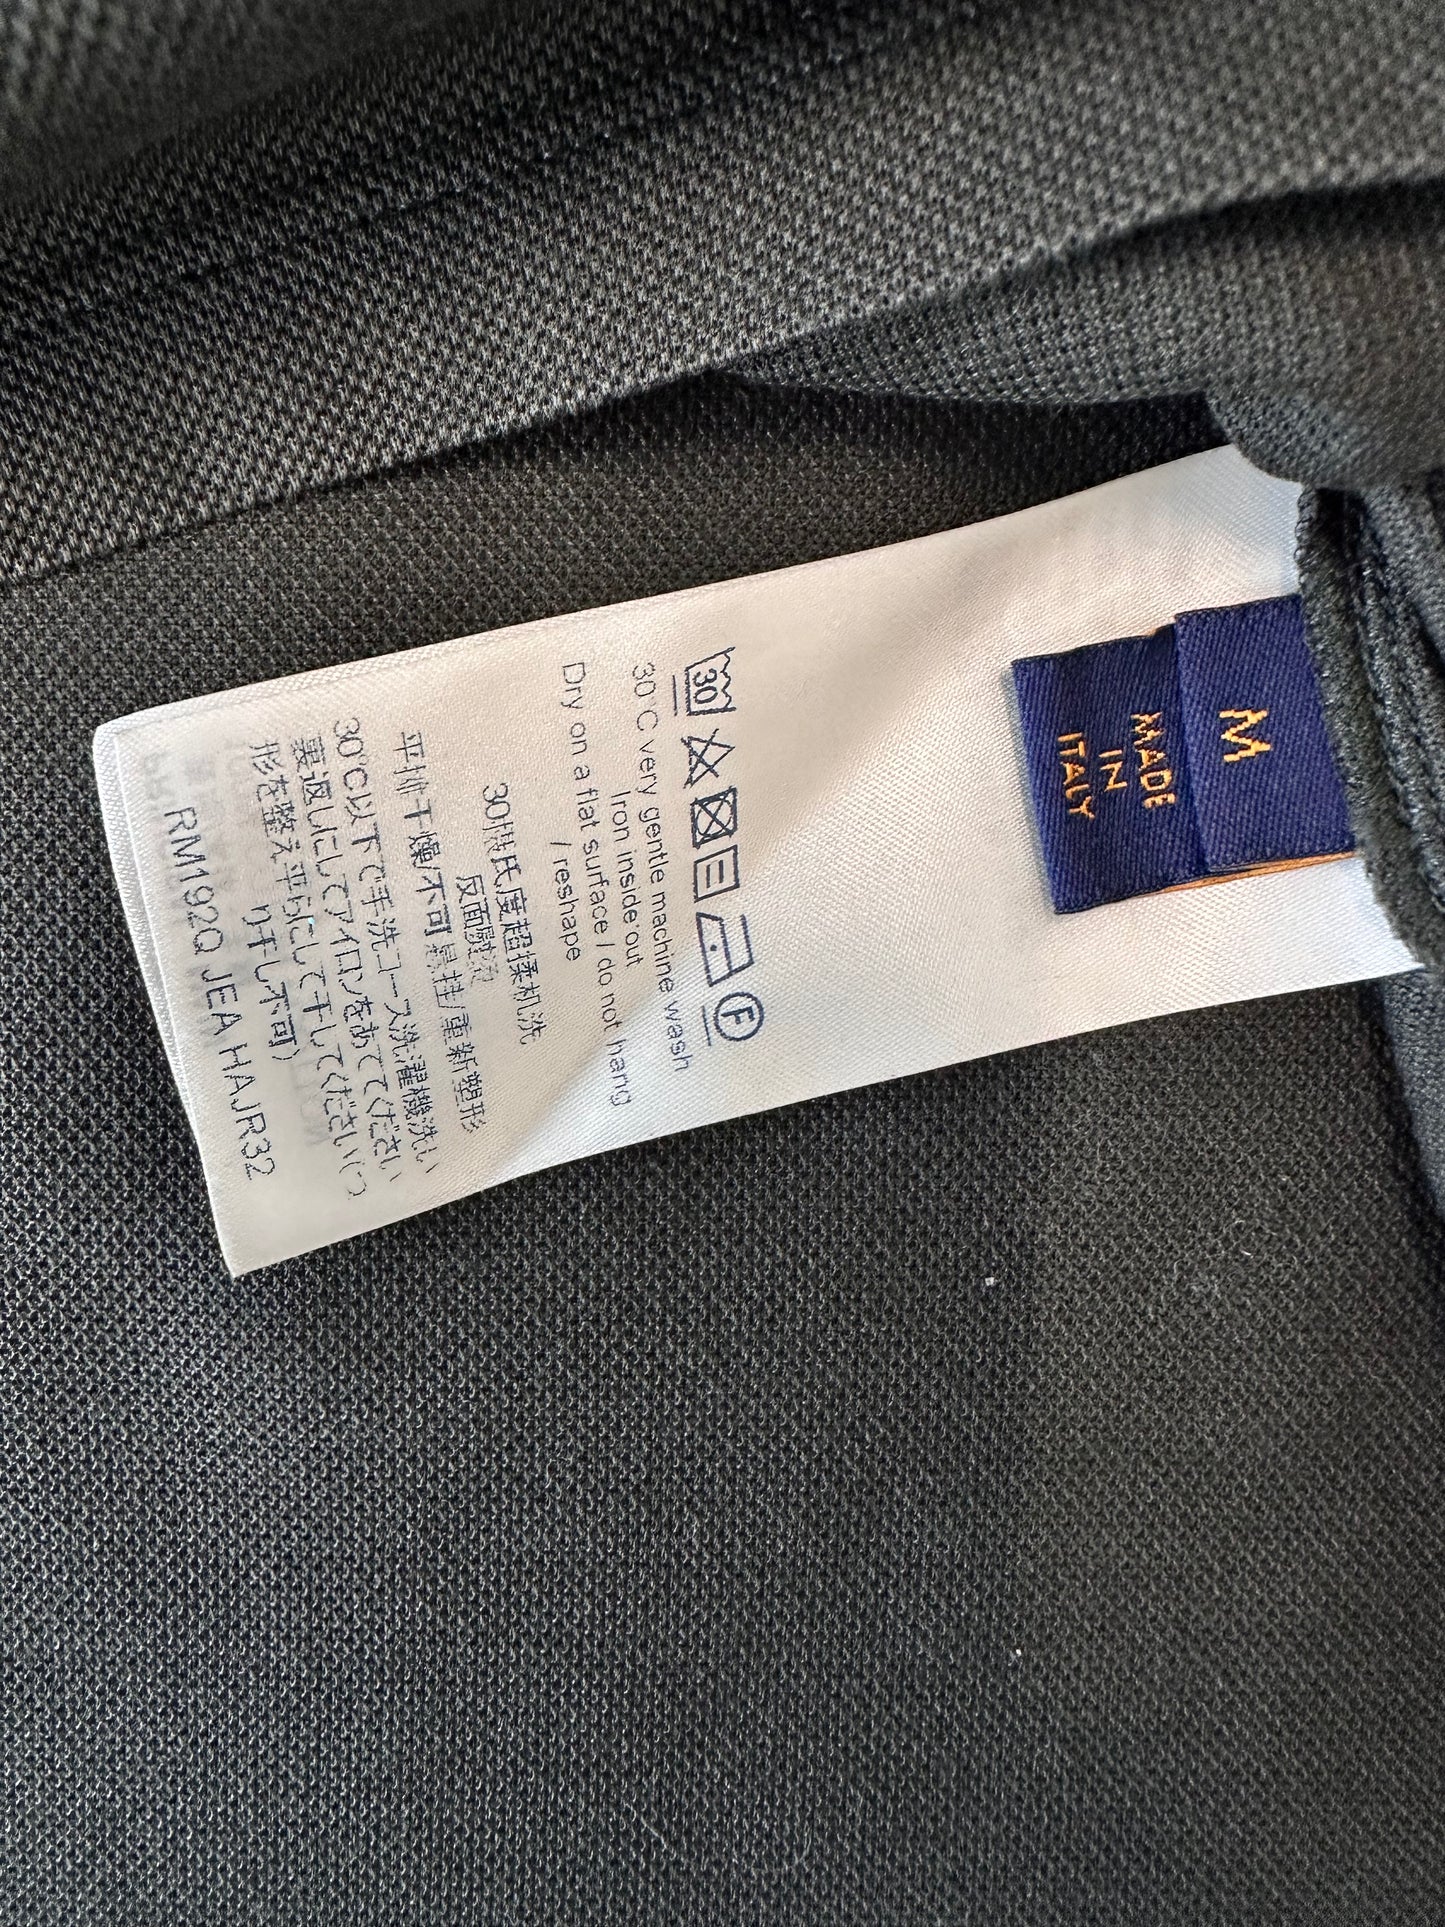 M
MADE
IN
ITALY
30
F
30°C very gentle machine wash
Iron inside out
Dry on a flat surface / do not hang
/ reshape
30摄氏度超揉机洗
反面熨烫
平摊干燥/不可悬挂/重新塑形
30°C以下で手洗コース洗濯機洗い
裏返しにしてアイロンをあててください
形を整え平らにして干してください(つ
り干し不可)
RM192Q JEA HAJR32